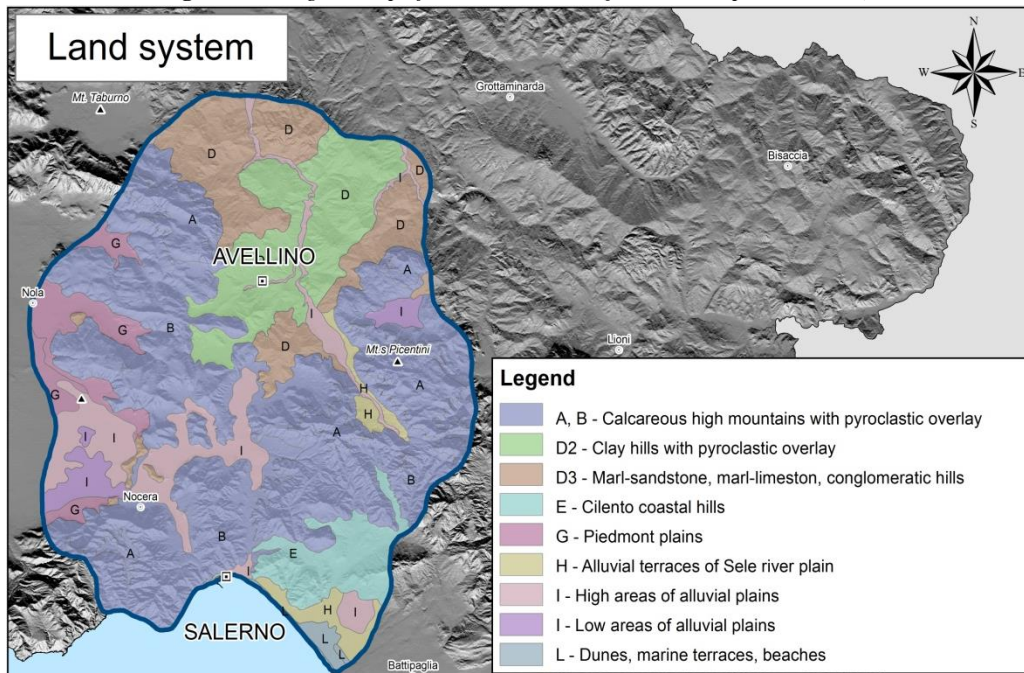 Land system
Mt. Taburno
Grottaminarda
N
W
E
S
Bisaccia
D
D
D
I
D
D
I
A
G
AVELLINO
A
Nola
I
G
B
I
D
Mt.s Picentini
Lioni
A
G
H
H
I
I
A
I
I
B
Nocera
G
A
B
E
I
L
H
I
L
L
SALERNO
Battipaglia
Legend
A, B - Calcareous high mountains with pyroclastic overlay
D2 - Clay hills with pyroclastic overlay
D3 - Marl-sandstone, marl-limeston, conglomeratic hills
E - Cilento coastal hills
G - Piedmont plains
H - Alluvial terraces of Sele river plain
I - High areas of alluvial plains
I - Low areas of alluvial plains
L - Dunes, marine terraces, beaches